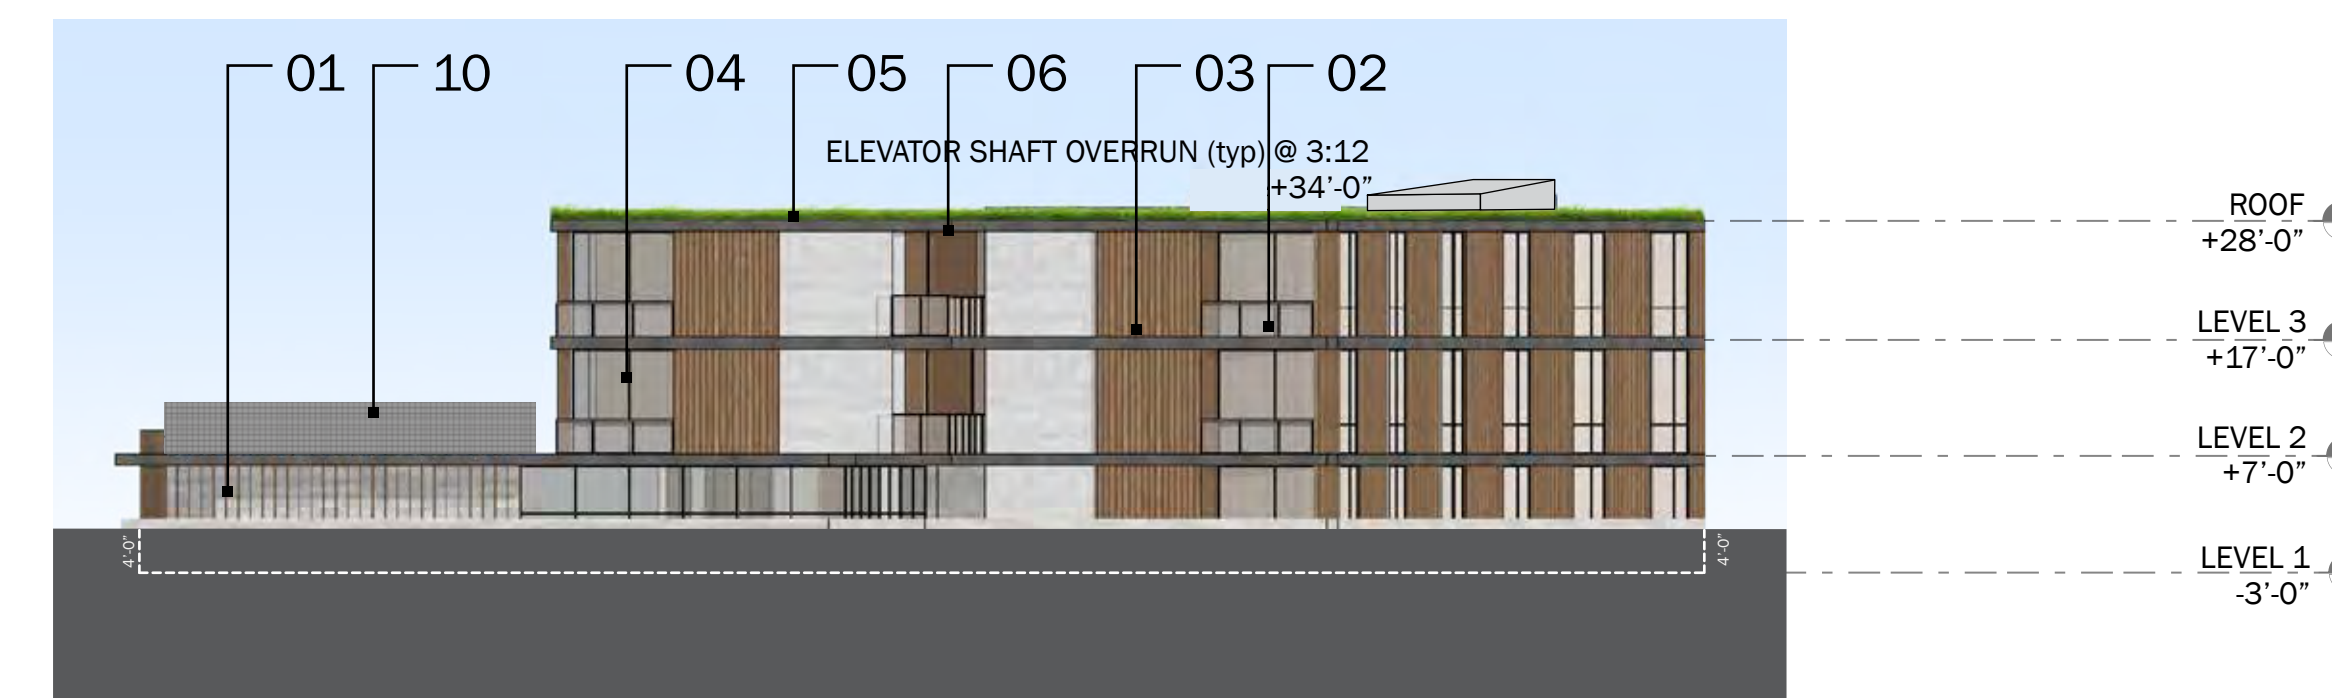 01 10 04 05 06 03 02
ELEVATOR SHAFT OVERRUN (typ) @ 3:12
+34’-0”
ROOF
+28’-0”
LEVEL 3
+17’-0”
LEVEL 2
+7’-0”
4’-0”
4’-0”
LEVEL 1
-3’-0”